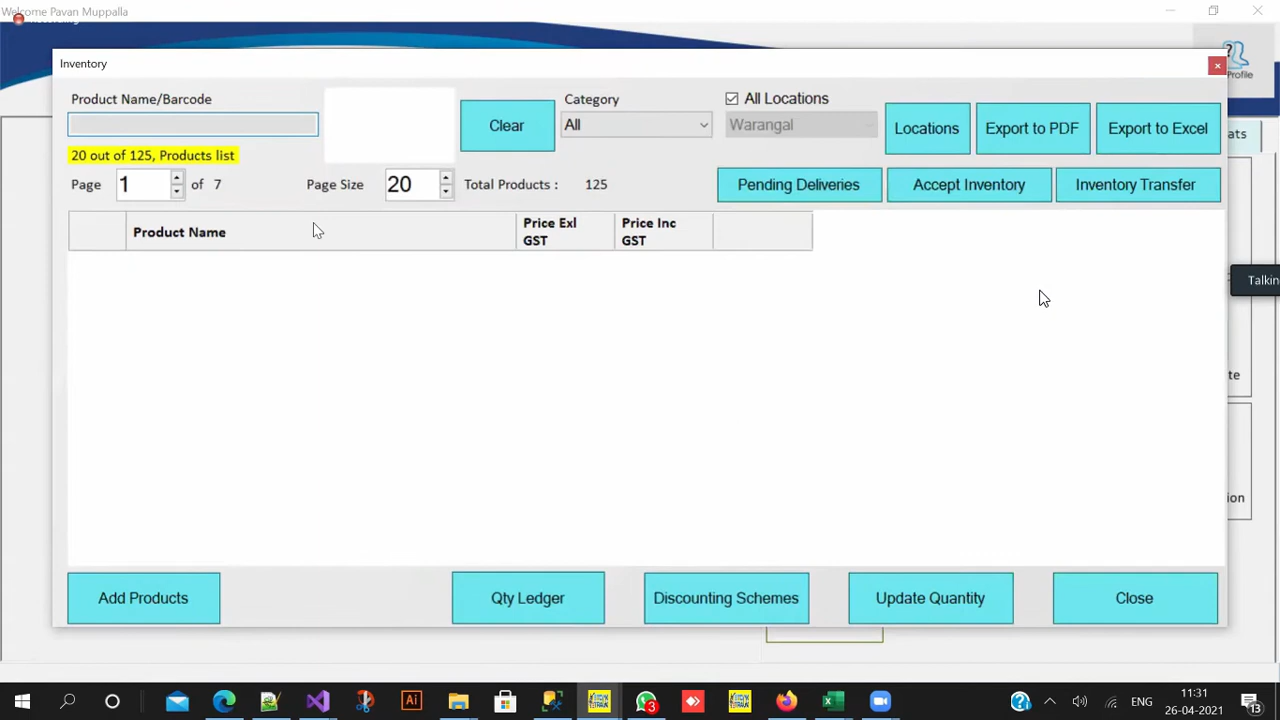 Welcome Pavan Muppalla
Inventory
Profile
Product Name/Barcode
Clear
Category
All
All Locations
Warangal
Locations
Export to PDF
Export to Excel
20 out of 125, Products list
Page 1 of 7
Page Size 20
Total Products : 125
Pending Deliveries
Accept Inventory
Inventory Transfer
Product Name
Price Exl GST
Price Inc GST
Talkin
Add Products
Qty Ledger
Discounting Schemes
Update Quantity
Close
Ai
3
ENG
11:31
26-04-2021
13